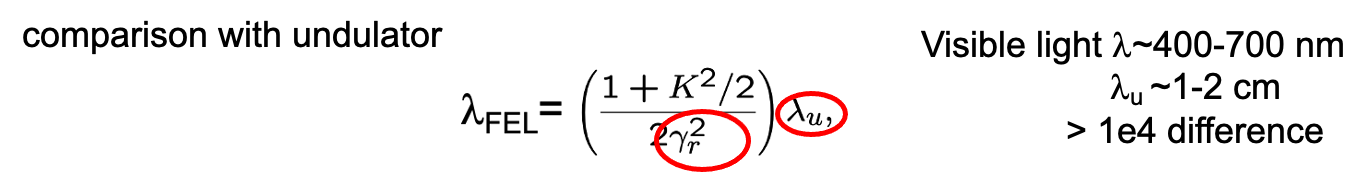 comparison with undulator
λFEL= (1 + K²/2 / 2γr²) λu,
Visible light λ~400-700 nm
λu ~1-2 cm
> 1e4 difference